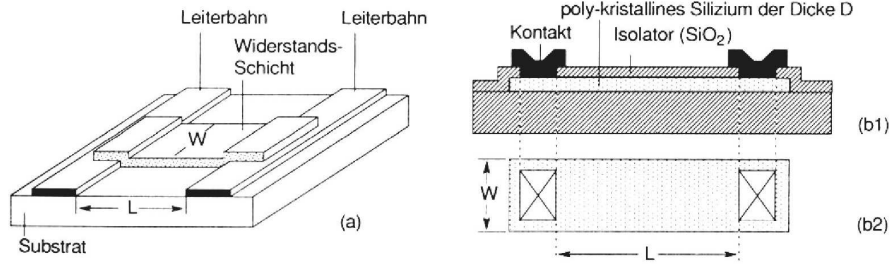 Leiterbahn
Leiterbahn
Widerstands-
Schicht
W
L
Substrat
(a)
poly-kristallines Silizium der Dicke D
Kontakt
Isolator (SiO₂)
(b1)
W
L
(b2)